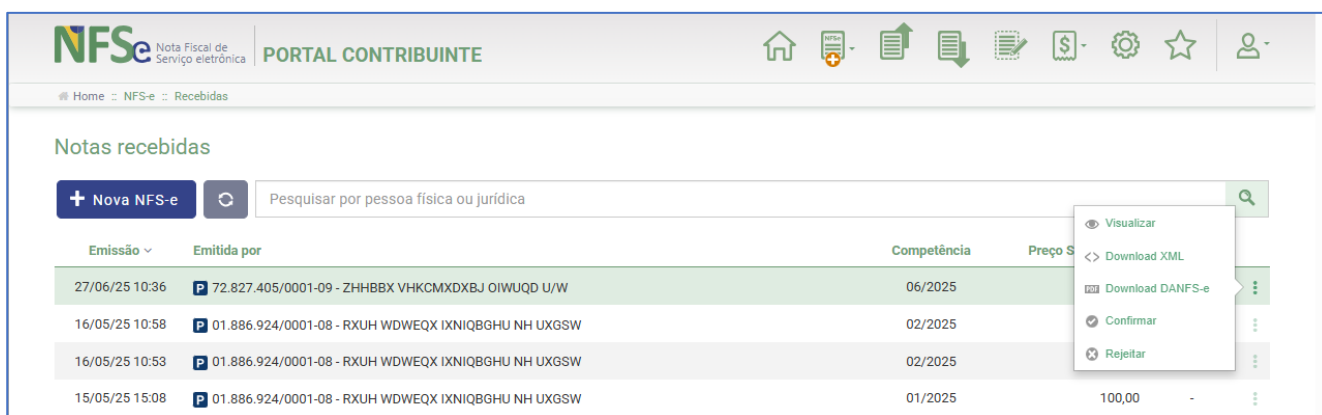 NFSe Nota Fiscal de Serviço eletrônica PORTAL CONTRIBUINTE
NFSe
$
Home :: NFS-e :: Recebidas
Notas recebidas
+ Nova NFS-e
Pesquisar por pessoa física ou jurídica
Emissão Emitida por Competência Preço S
27/06/25 10:36 P 72.827.405/0001-09 - ZHHBBX VHKCMXDXBJ OIWUQD U/W 06/2025
16/05/25 10:58 P 01.886.924/0001-08 - RXUH WDWEQX IXNIQBGHU NH UXGSW 02/2025
16/05/25 10:53 P 01.886.924/0001-08 - RXUH WDWEQX IXNIQBGHU NH UXGSW 02/2025
15/05/25 15:08 P 01.886.924/0001-08 - RXUH WDWEQX IXNIQBGHU NH UXGSW 01/2025 100,00 -
Visualizar
<> Download XML
PDF Download DANFS-e
Confirmar
Rejeitar